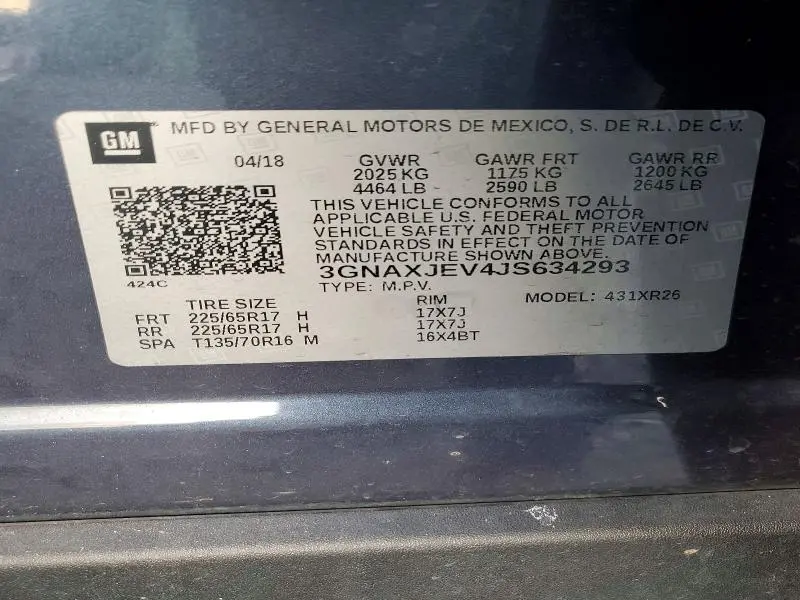 GM MFD BY GENERAL MOTORS DE MEXICO, S. DE R.L. DE C.V.
04/18 GVWR GAWR FRT GAWR RR
2025 KG 1175 KG 1200 KG
4464 LB 2590 LB 2645 LB
THIS VEHICLE CONFORMS TO ALL
APPLICABLE U.S. FEDERAL MOTOR
VEHICLE SAFETY AND THEFT PREVENTION
STANDARDS IN EFFECT ON THE DATE OF
MANUFACTURE SHOWN ABOVE.
3GNAXJEV4JS634293
424C
TYPE: M.P.V.
TIRE SIZE RIM MODEL: 431XR26
FRT 225/65R17 H 17X7J
RR 225/65R17 H 17X7J
SPA T135/70R16 M 16X4BT